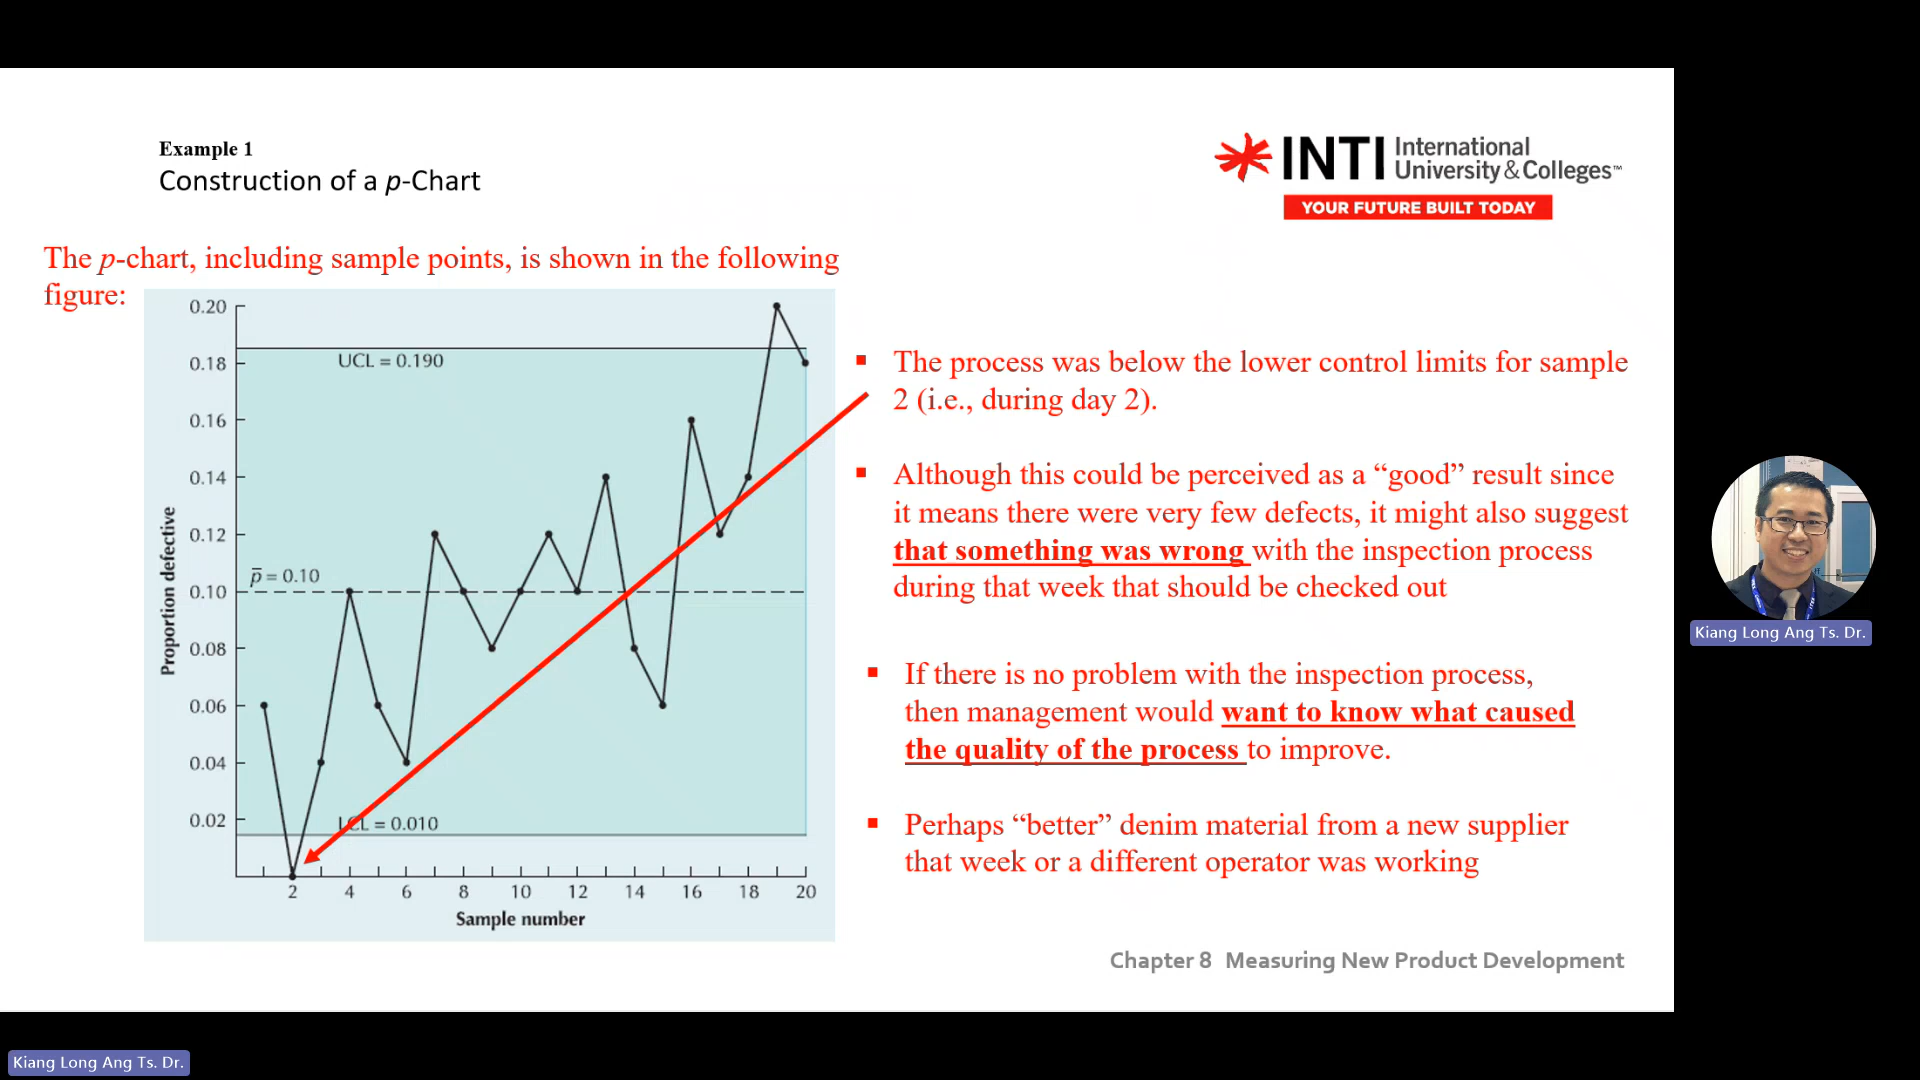 Example 1
Construction of a p-Chart
INTI International
University & Colleges™
YOUR FUTURE BUILT TODAY
The p-chart, including sample points, is shown in the following
figure:
0.20
0.18
0.16
0.14
0.12
0.10
0.08
0.06
0.04
0.02
Proportion defective
UCL = 0.190
p̅ = 0.10
LCL = 0.010
2 4 6 8 10 12 14 16 18 20
Sample number
▪ The process was below the lower control limits for sample
2 (i.e., during day 2).
▪ Although this could be perceived as a “good” result since
it means there were very few defects, it might also suggest
that something was wrong with the inspection process
during that week that should be checked out
▪ If there is no problem with the inspection process,
then management would want to know what caused
the quality of the process to improve.
▪ Perhaps “better” denim material from a new supplier
that week or a different operator was working
Chapter 8 Measuring New Product Development
Kiang Long Ang Ts. Dr.
Kiang Long Ang Ts. Dr.